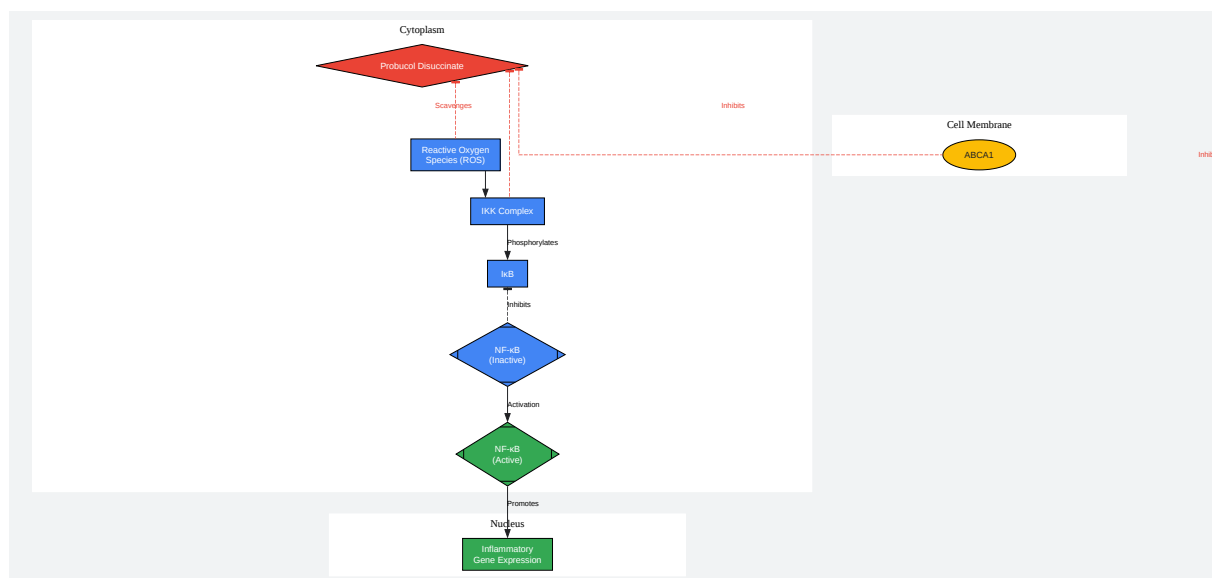 Cytoplasm
Probucol Disuccinate
Scavenges
Inhibits
Cell Membrane
Reactive Oxygen
Species (ROS)
ABCA1
Inhib
IKK Complex
Phosphorylates
IκB
Inhibits
NF-κB
(Inactive)
Activation
NF-κB
(Active)
Promotes
Nucleus
Inflammatory
Gene Expression